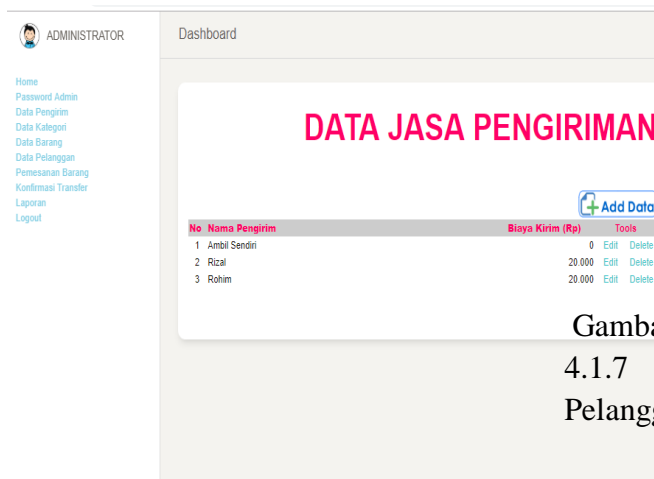 ADMINISTRATOR
Dashboard
Home
Password Admin
Data Pengirim
Data Kategori
Data Barang
Data Pelanggan
Pemesanan Barang
Konfirmasi Transfer
Laporan
Logout
DATA JASA PENGIRIMAN
Add Data
No Nama Pengirim Biaya Kirim (Rp) Tools
1 Ambil Sendiri 0 Edit Delete
2 Rizal 20.000 Edit Delete
3 Rohim 20.000 Edit Delete
4.1.7